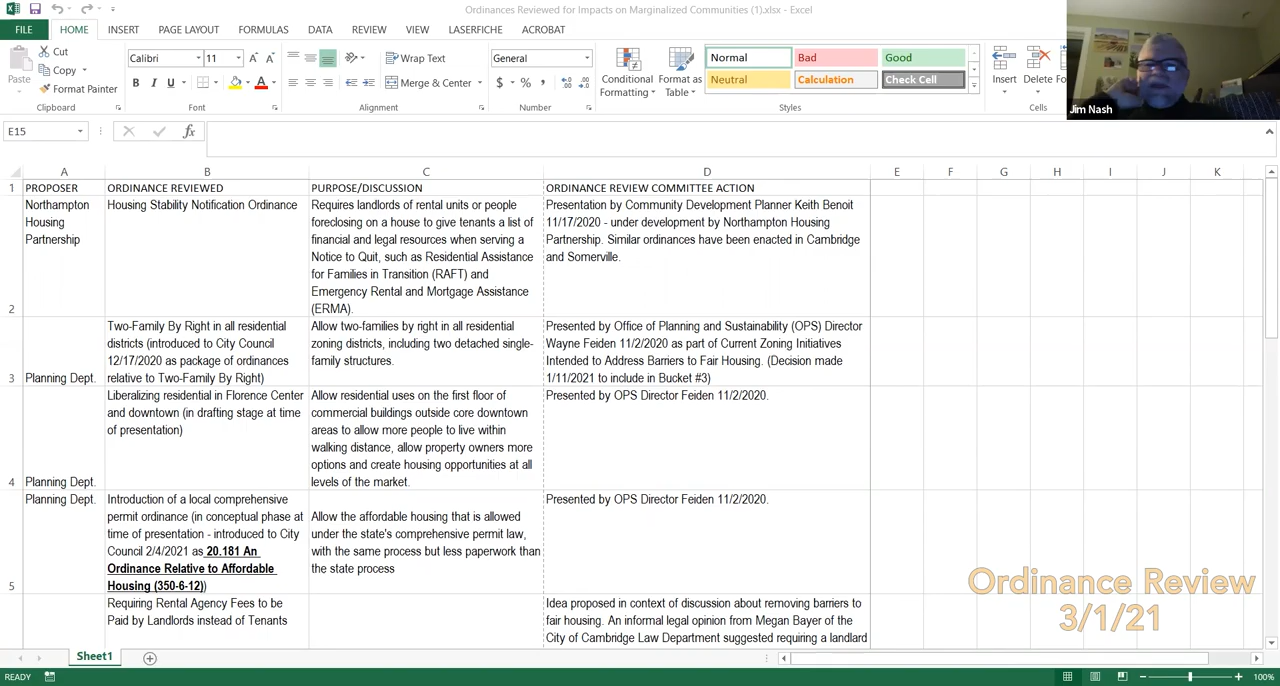 Ordinances Reviewed for Impacts on Marginalized Communities (1).xlsx - Excel
FILE HOME INSERT PAGE LAYOUT FORMULAS DATA REVIEW VIEW LASERFICHE ACROBAT
Paste
Cut
Copy
Format Painter
Calibri 11
B I U
Wrap Text
Merge & Center
General
$ % ,
Conditional Formatting
Format as Table
Normal Bad Good
Neutral Calculation Check Cell
Insert Delete
Clipboard Font Alignment Number Styles Cells
Jim Nash
E15
fx
A B C D E F G H I J K
1 PROPOSER ORDINANCE REVIEWED PURPOSE/DISCUSSION ORDINANCE REVIEW COMMITTEE ACTION
Northampton
Housing
Partnership
Housing Stability Notification Ordinance
Requires landlords of rental units or people
foreclosing on a house to give tenants a list of
financial and legal resources when serving a
Notice to Quit, such as Residential Assistance
for Families in Transition (RAFT) and
Emergency Rental and Mortgage Assistance
(ERMA).
Presentation by Community Development Planner Keith Benoit
11/17/2020 - under development by Northampton Housing
Partnership. Similar ordinances have been enacted in Cambridge
and Somerville.
2
Two-Family By Right in all residential
districts (introduced to City Council
12/17/2020 as package of ordinances
relative to Two-Family By Right)
Allow two-families by right in all residential
zoning districts, including two detached single-
family structures.
Presented by Office of Planning and Sustainability (OPS) Director
Wayne Feiden 11/2/2020 as part of Current Zoning Initiatives
Intended to Address Barriers to Fair Housing. (Decision made
1/11/2021 to include in Bucket #3)
3 Planning Dept.
Liberalizing residential in Florence Center
and downtown (in drafting stage at time
of presentation)
Allow residential uses on the first floor of
commercial buildings outside core downtown
areas to allow more people to live within
walking distance, allow property owners more
options and create housing opportunities at all
levels of the market.
Presented by OPS Director Feiden 11/2/2020.
4 Planning Dept.
Planning Dept.
Introduction of a local comprehensive
permit ordinance (in conceptual phase at
time of presentation - introduced to City
Council 2/4/2021 as 20.181 An
Ordinance Relative to Affordable
Housing (350-6-12))
Allow the affordable housing that is allowed
under the state's comprehensive permit law,
with the same process but less paperwork than
the state process
Presented by OPS Director Feiden 11/2/2020.
5
Requiring Rental Agency Fees to be
Paid by Landlords instead of Tenants
Idea proposed in context of discussion about removing barriers to
fair housing. An informal legal opinion from Megan Bayer of the
City of Cambridge Law Department suggested requiring a landlard
Ordinance Review
3/1/21
Sheet1
READY
100%